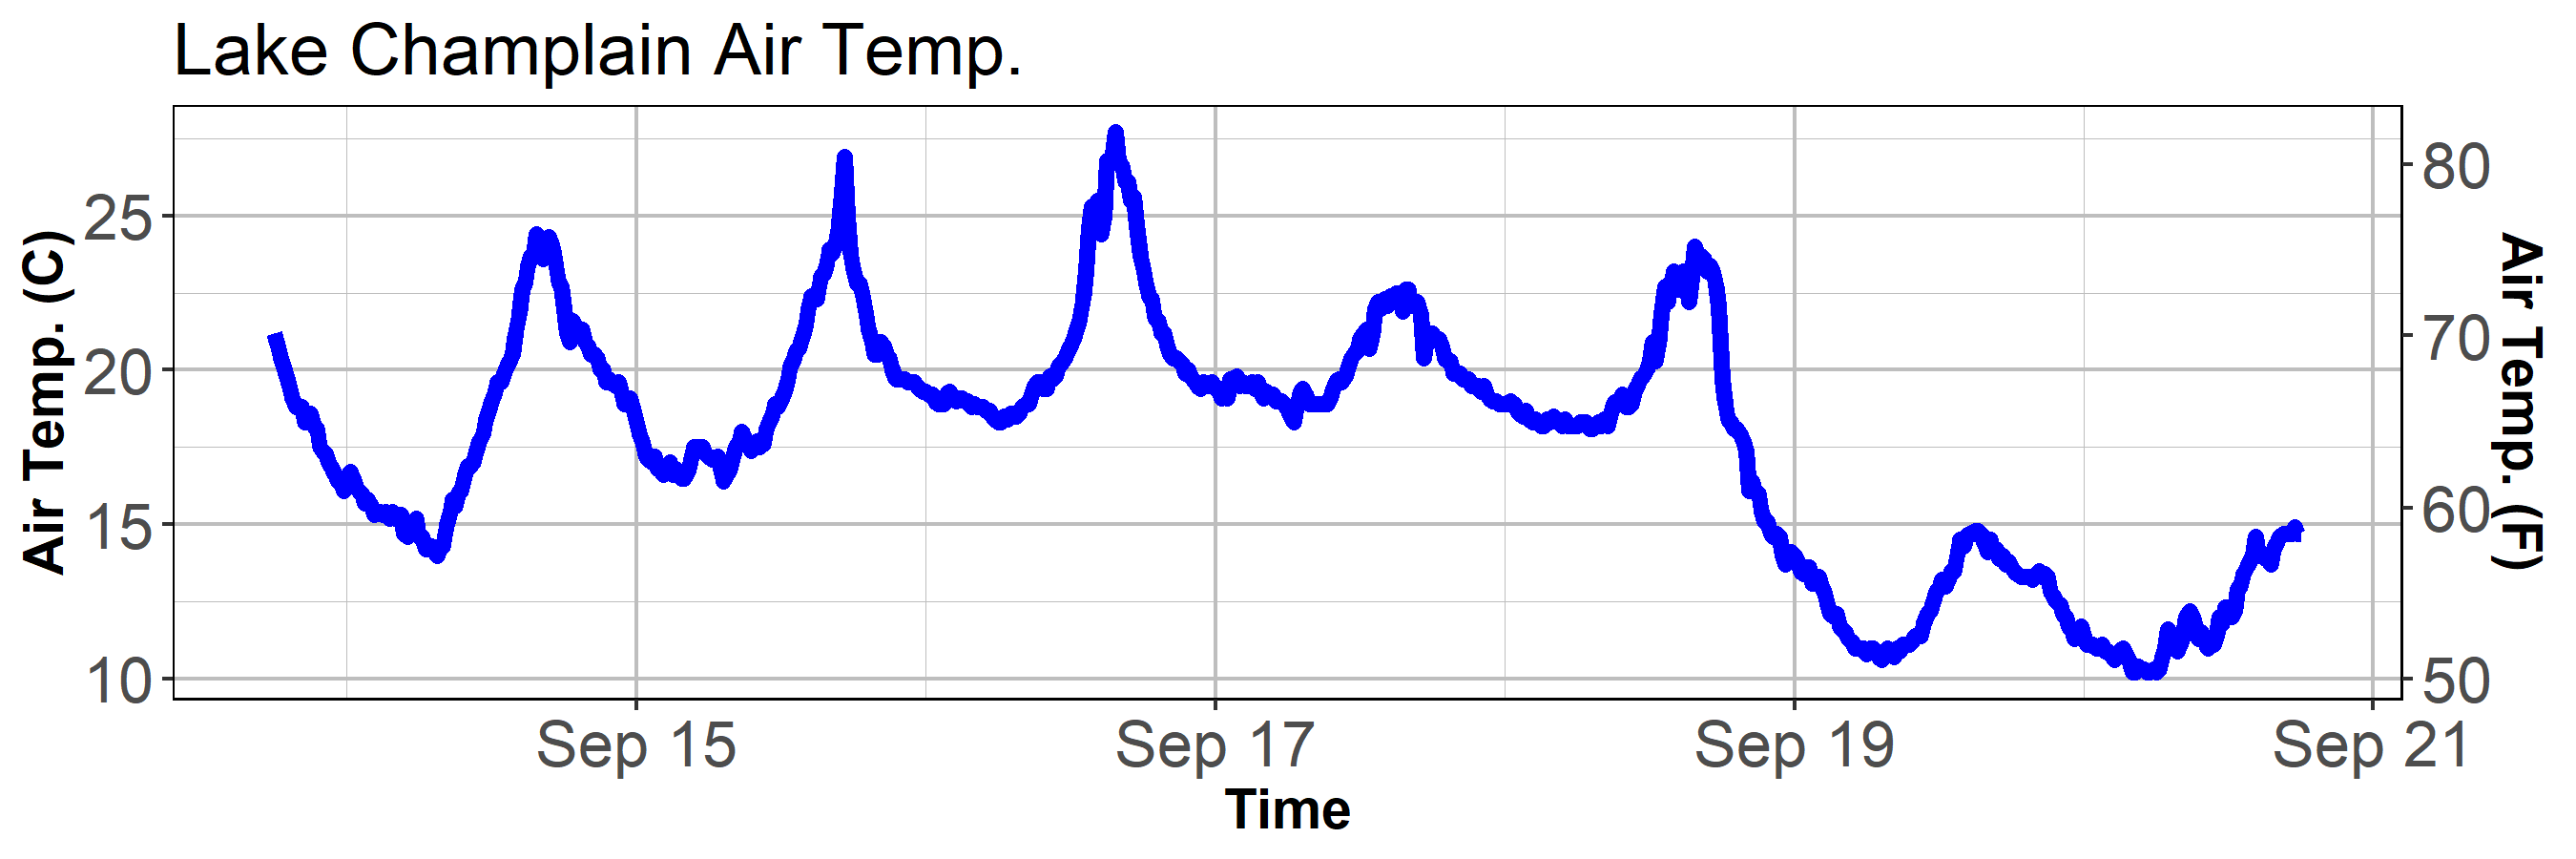 Lake Champlain Air Temp.
Air Temp. (C)
25
20
15
10
80
70
60
50
Air Temp. (F)
Sep 15
Sep 17
Sep 19
Sep 21
Time